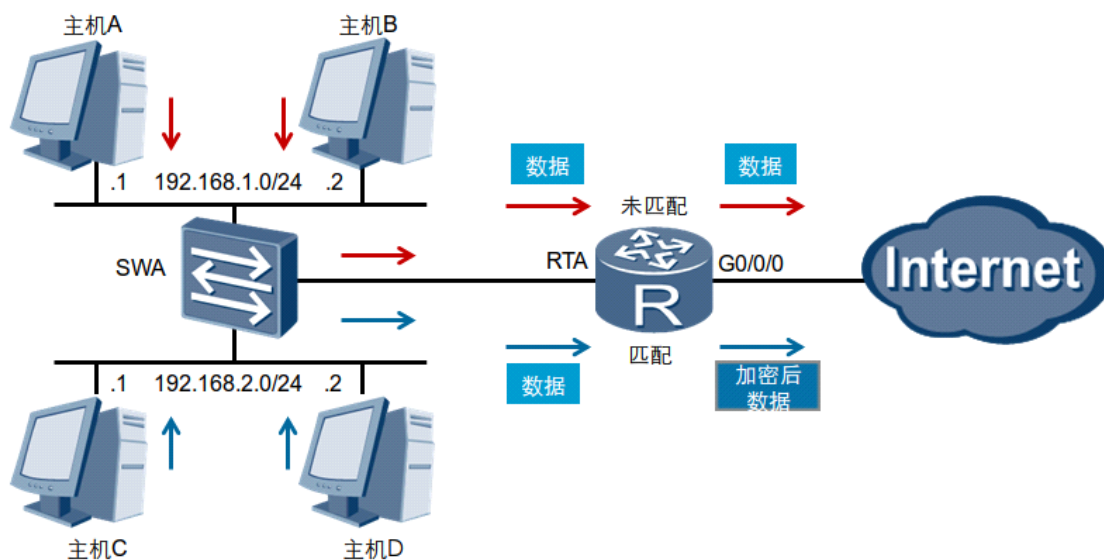 主机A
主机B
.1 192.168.1.0/24 .2
数据
数据
未匹配
SWA
RTA
G0/0/0
Internet
R
匹配
数据
加密后
数据
.1 192.168.2.0/24 .2
主机C
主机D